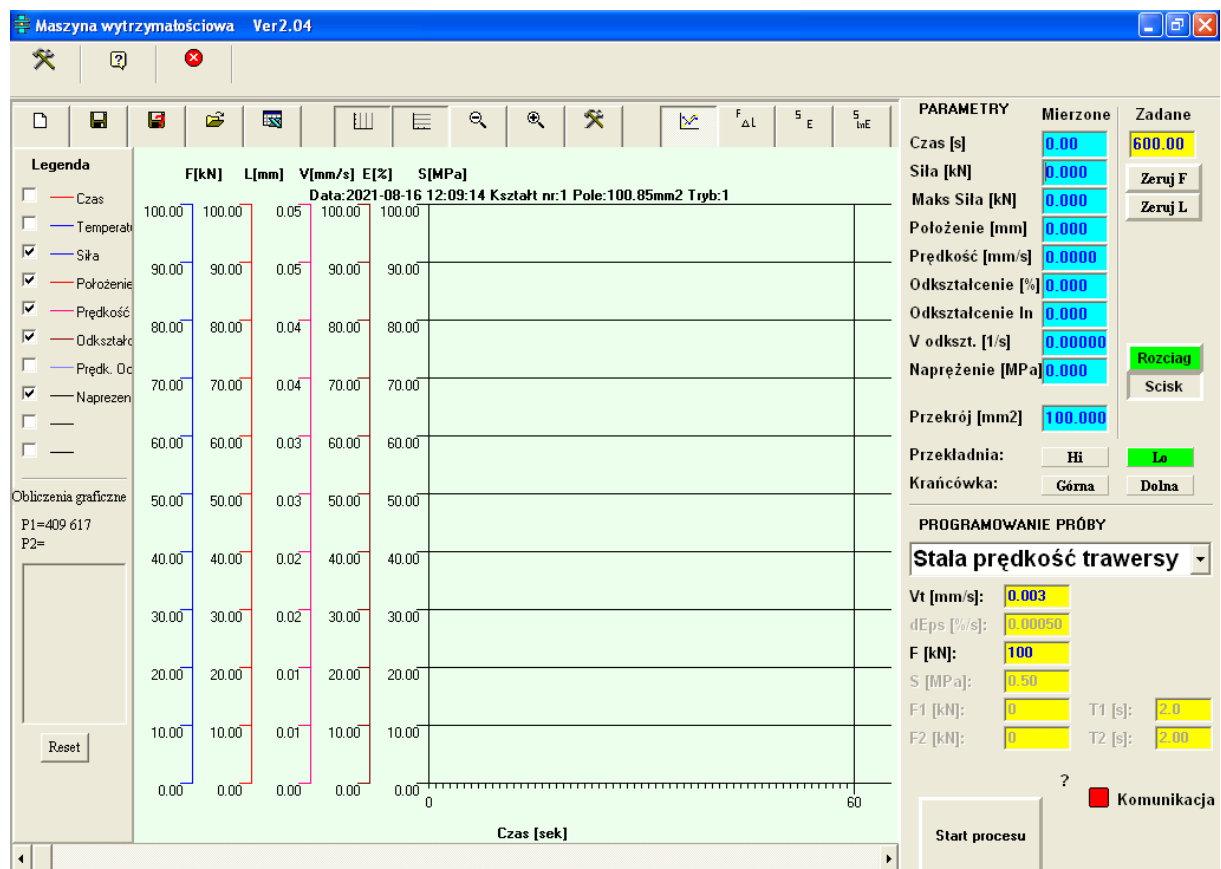 Maszyna wytrzymałościowa Ver2.04
F ΔL
S E
S lnE
Legenda
Czas
Temperatu
Siła
Położenie
Prędkość
Odkształc
Prędk. Od
Naprezen
Obliczenia graficzne
P1=409 617
P2=
Reset
F[kN] L[mm] V[mm/s] E[%] S[MPa]
Data:2021-08-16 12:09:14 Kształt nr:1 Pole:100.85mm2 Tryb:1
100.00 100.00 0.05 100.00 100.00
90.00 90.00 0.05 90.00 90.00
80.00 80.00 0.04 80.00 80.00
70.00 70.00 0.04 70.00 70.00
60.00 60.00 0.03 60.00 60.00
50.00 50.00 0.03 50.00 50.00
40.00 40.00 0.02 40.00 40.00
30.00 30.00 0.02 30.00 30.00
20.00 20.00 0.01 20.00 20.00
10.00 10.00 0.01 10.00 10.00
0.00 0.00 0.00 0.00 0.00
0 60
Czas [sek]
PARAMETRY Mierzone Zadane
Czas [s] 0.00 600.00
Siła [kN] 0.000 Zeruj F
Maks Siła [kN] 0.000 Zeruj L
Położenie [mm] 0.000
Prędkość [mm/s] 0.0000
Odkształcenie [%] 0.000
Odkształcenie ln 0.000
V odkszt. [1/s] 0.00000
Rozciag
Naprężenie [MPa] 0.000
Scisk
Przekrój [mm2] 100.000
Przekładnia: Hi Lo
Krańcówka: Górna Dolna
PROGRAMOWANIE PRÓBY
Stala prędkość trawersy
Vt [mm/s]: 0.003
dEps [%/s]: 0.00050
F [kN]: 100
S [MPa]: 0.50
F1 [kN]: 0 T1 [s]: 2.0
F2 [kN]: 0 T2 [s]: 2.00
?
Komunikacja
Start procesu